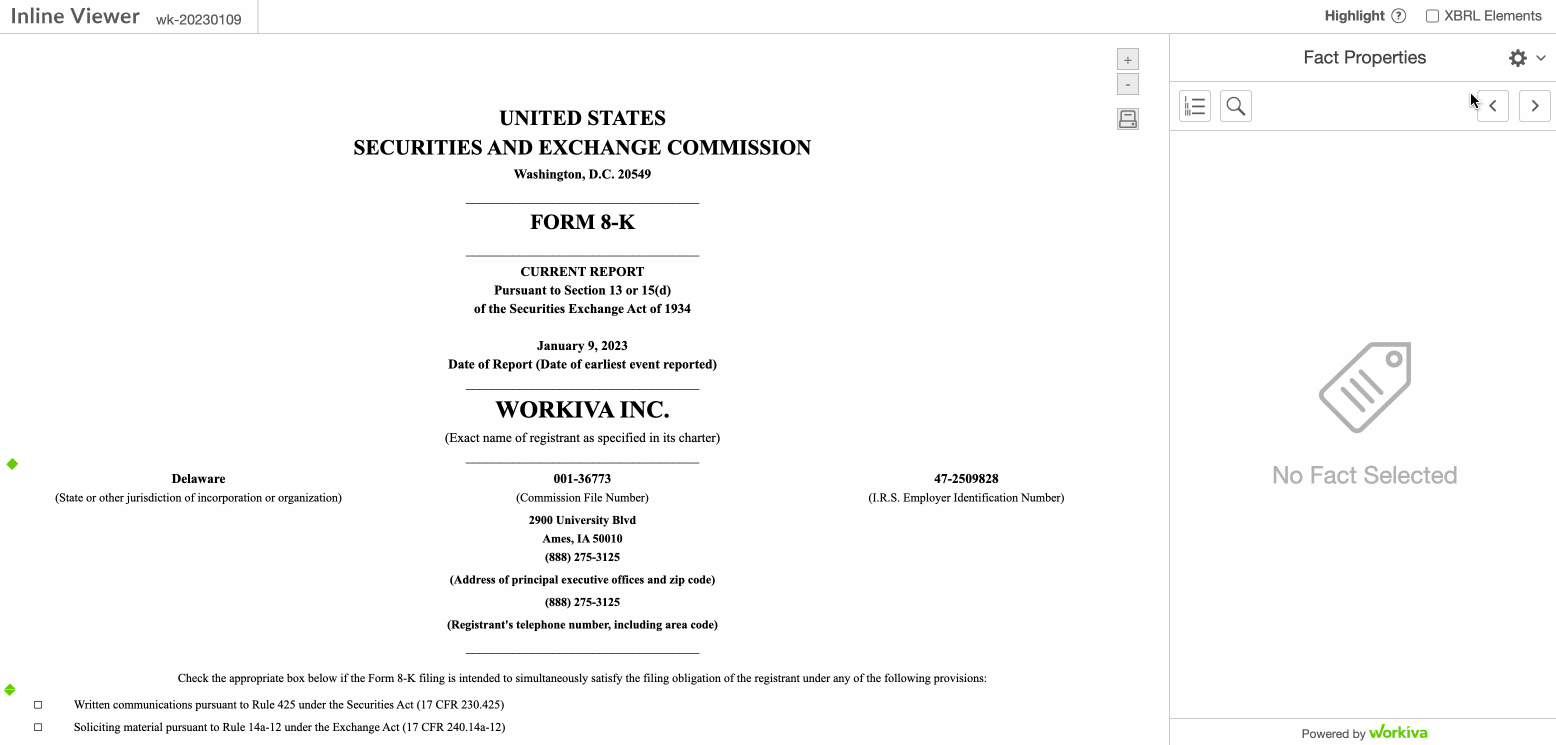 Inline Viewer wk-20230109 Highlight ? XBRL Elements
Fact Properties
+
-
UNITED STATES
SECURITIES AND EXCHANGE COMMISSION
Washington, D.C. 20549
FORM 8-K
CURRENT REPORT
Pursuant to Section 13 or 15(d)
of the Securities Exchange Act of 1934
January 9, 2023
Date of Report (Date of earliest event reported)
WORKIVA INC.
(Exact name of registrant as specified in its charter)
Delaware 001-36773 47-2509828
(State or other jurisdiction of incorporation or organization) (Commission File Number) (I.R.S. Employer Identification Number)
2900 University Blvd
Ames, IA 50010
(888) 275-3125
(Address of principal executive offices and zip code)
(888) 275-3125
(Registrant's telephone number, including area code)
Check the appropriate box below if the Form 8-K filing is intended to simultaneously satisfy the filing obligation of the registrant under any of the following provisions:
☐ Written communications pursuant to Rule 425 under the Securities Act (17 CFR 230.425)
☐ Soliciting material pursuant to Rule 14a-12 under the Exchange Act (17 CFR 240.14a-12)
No Fact Selected
Powered by workiva